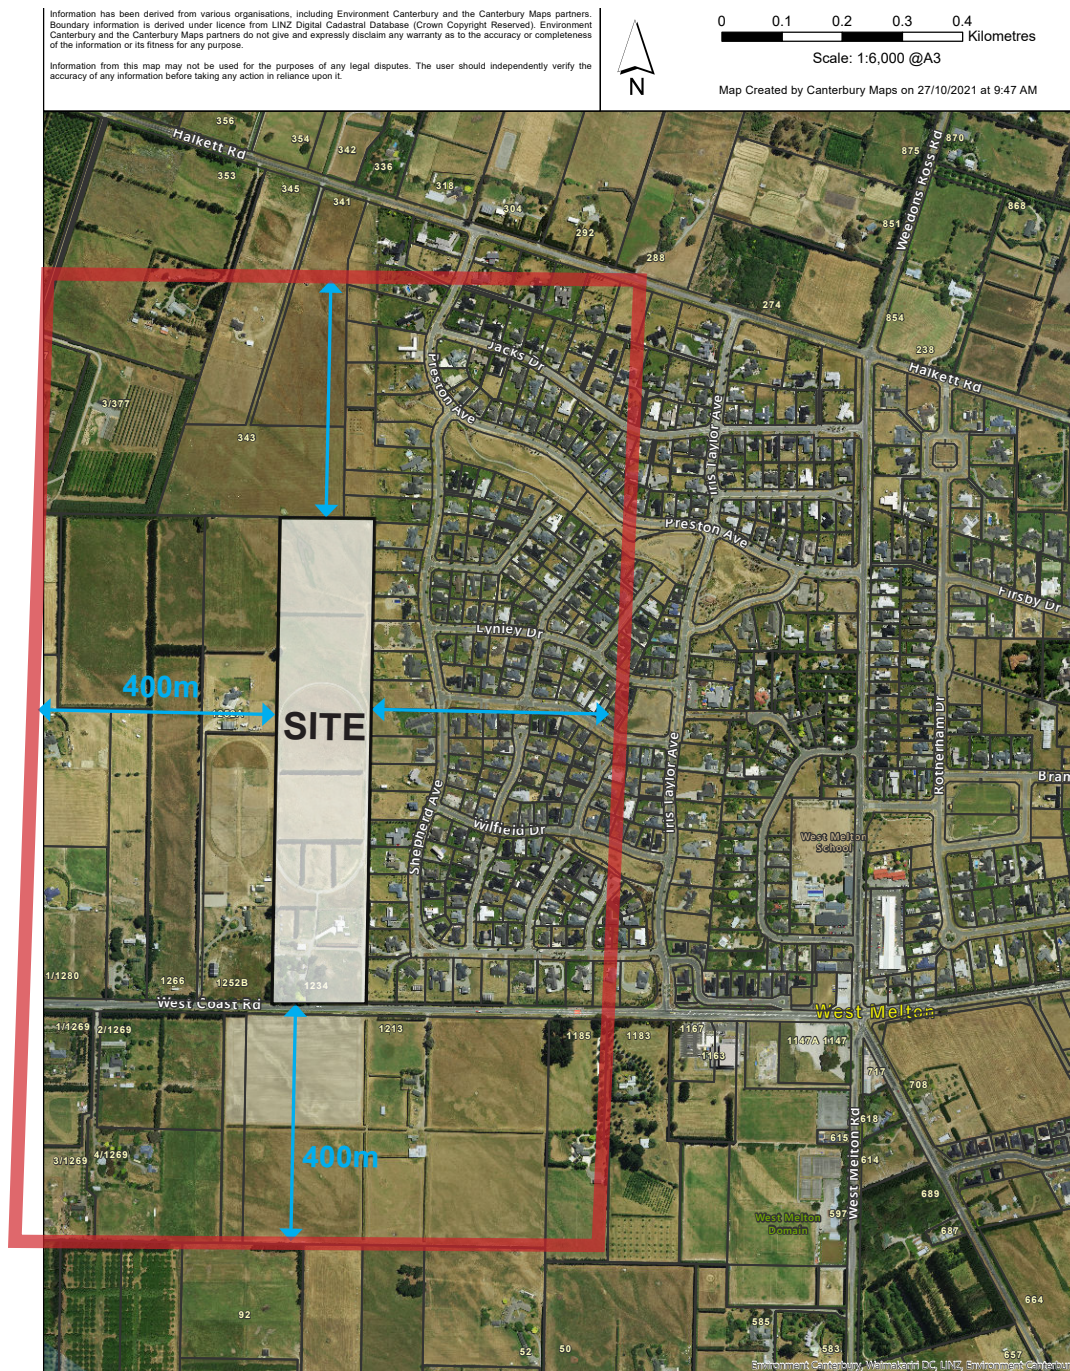 Information has been derived from various organisations, including Environment Canterbury and the Canterbury Maps partners.
Boundary information is derived under licence from LINZ Digital Cadastral Database (Crown Copyright Reserved). Environment
Canterbury and the Canterbury Maps partners do not give and expressly disclaim any warranty as to the accuracy or completeness
of the information or its fitness for any purpose.
Information from this map may not be used for the purposes of any legal disputes. The user should independently verify the
accuracy of any information before taking any action in reliance upon it.
N
0 0.1 0.2 0.3 0.4
Kilometres
Scale: 1:6,000 @A3
Map Created by Canterbury Maps on 27/10/2021 at 9:47 AM
356
354
342
336
Halkett Rd
353
345
341
318
304
292
288
875
870
868
851
Weedons Ross Rd
274
854
238
Halkett Rd
Jacks Dr
Preston Ave
3/377
343
Iris Taylor Ave
Preston Ave
Firsby Dr
Lynley Dr
400m
SITE
Rotherham Dr
Iris Taylor Ave
Shepherd Ave
Wilfield Dr
West Melton
School
1/1280
1266
1252B
1234
West Coast Rd
West Melton
1/1269
2/1269
1213
1185
1183
1167
1163
1147A 1147
717
708
618
615
614
West Melton Rd
400m
3/1269
4/1269
689
597
687
West Melton
Domain
664
92
52
50
585
583
657
Environment Canterbury, Waimakariri DC, LINZ, Environment Canterbur